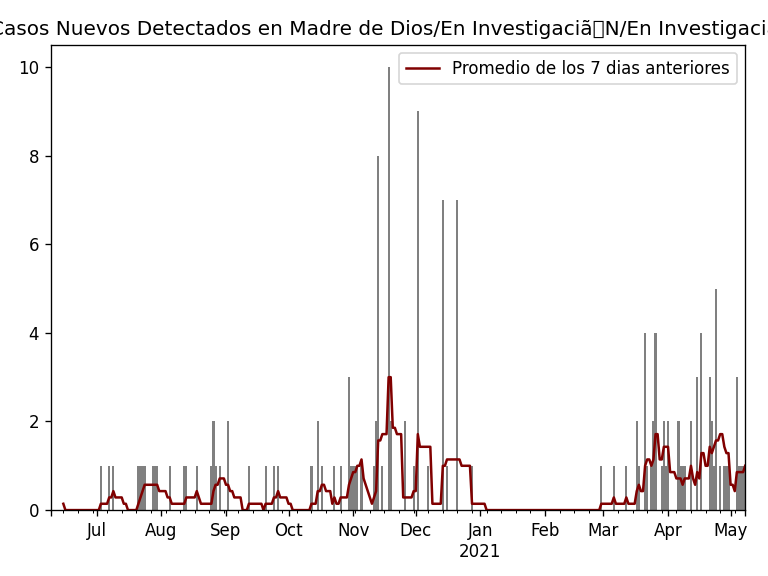 Casos Nuevos Detectados en Madre de Dios/En Investigaciã�N/En Investigaci
Promedio de los 7 dias anteriores
10
8
6
4
2
0
Jul Aug Sep Oct Nov Dec Jan Feb Mar Apr May
2021